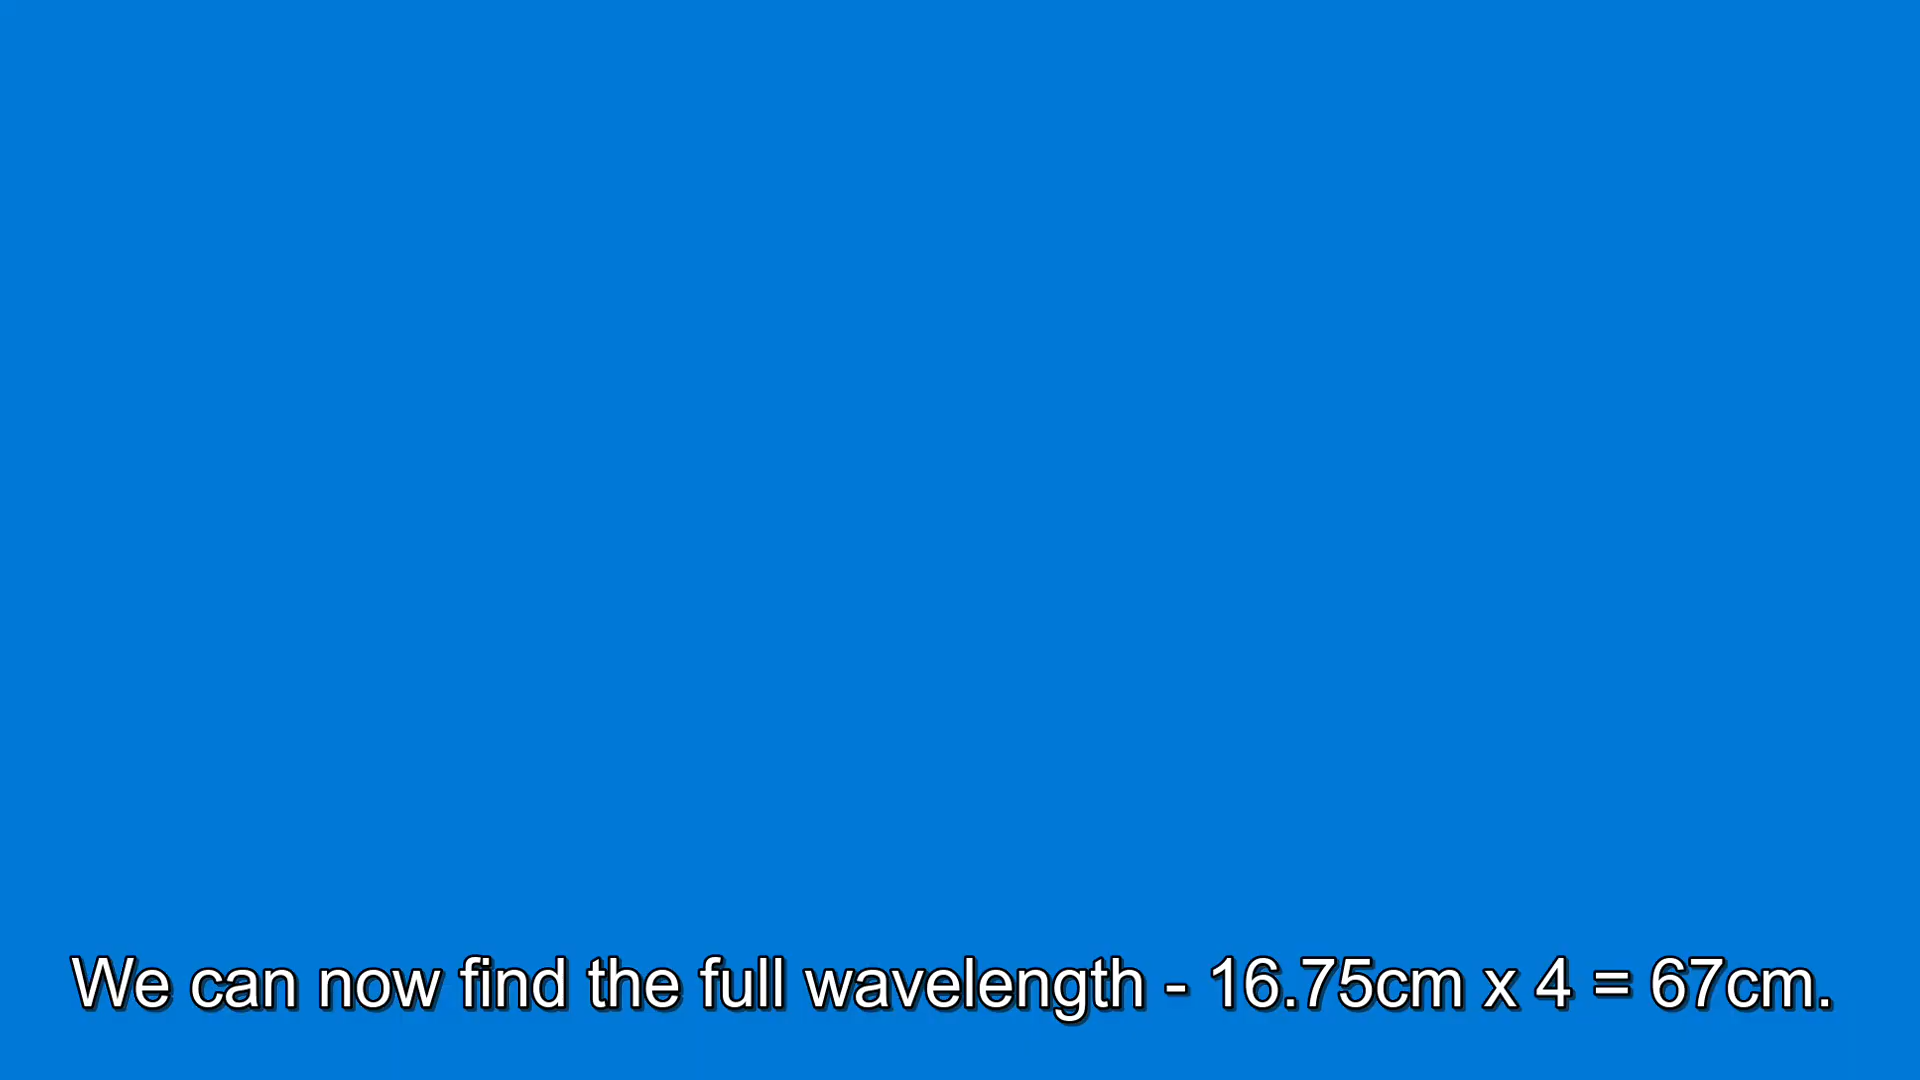 We can now find the full wavelength - 16.75cm x 4 = 67cm.